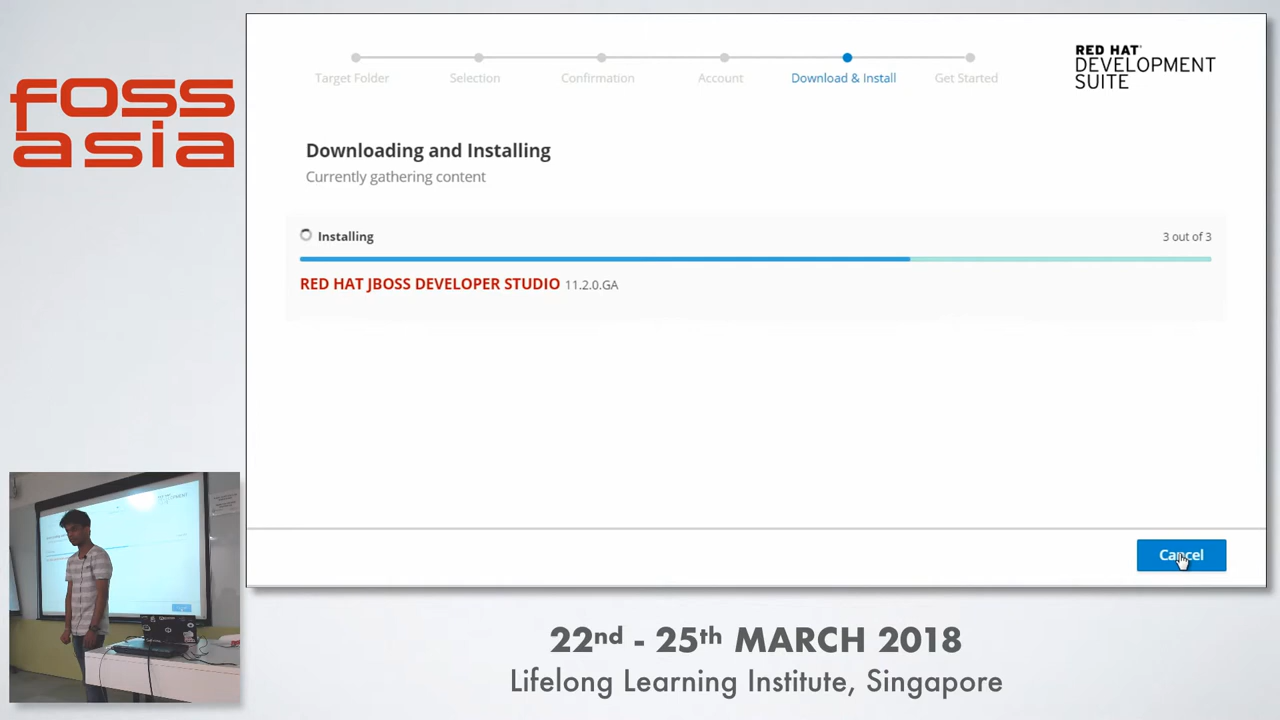 foss
asia
Target Folder
Selection
Confirmation
Account
Download & Install
Get Started
RED HAT
DEVELOPMENT
SUITE
Downloading and Installing
Currently gathering content
Installing
3 out of 3
RED HAT JBOSS DEVELOPER STUDIO 11.2.0.GA
Cancel
22nd - 25th MARCH 2018
Lifelong Learning Institute, Singapore